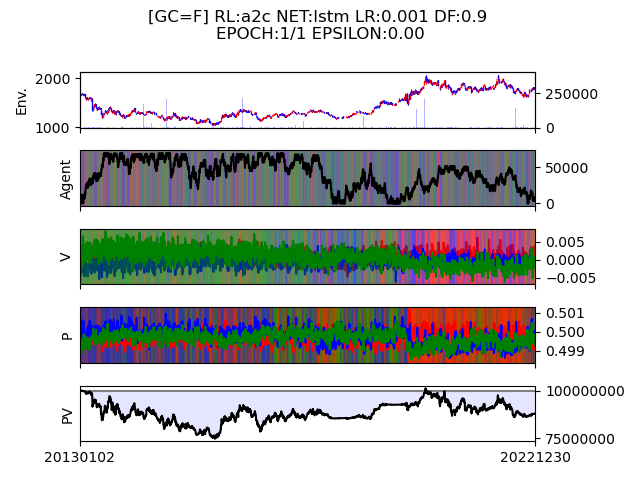 [GC=F] RL:a2c NET:lstm LR:0.001 DF:0.9
EPOCH:1/1 EPSILON:0.00
Env.
2000
1000
250000
0
Agent
50000
0
V
0.005
0.000
−0.005
P
0.501
0.500
0.499
PV
100000000
75000000
20130102
20221230